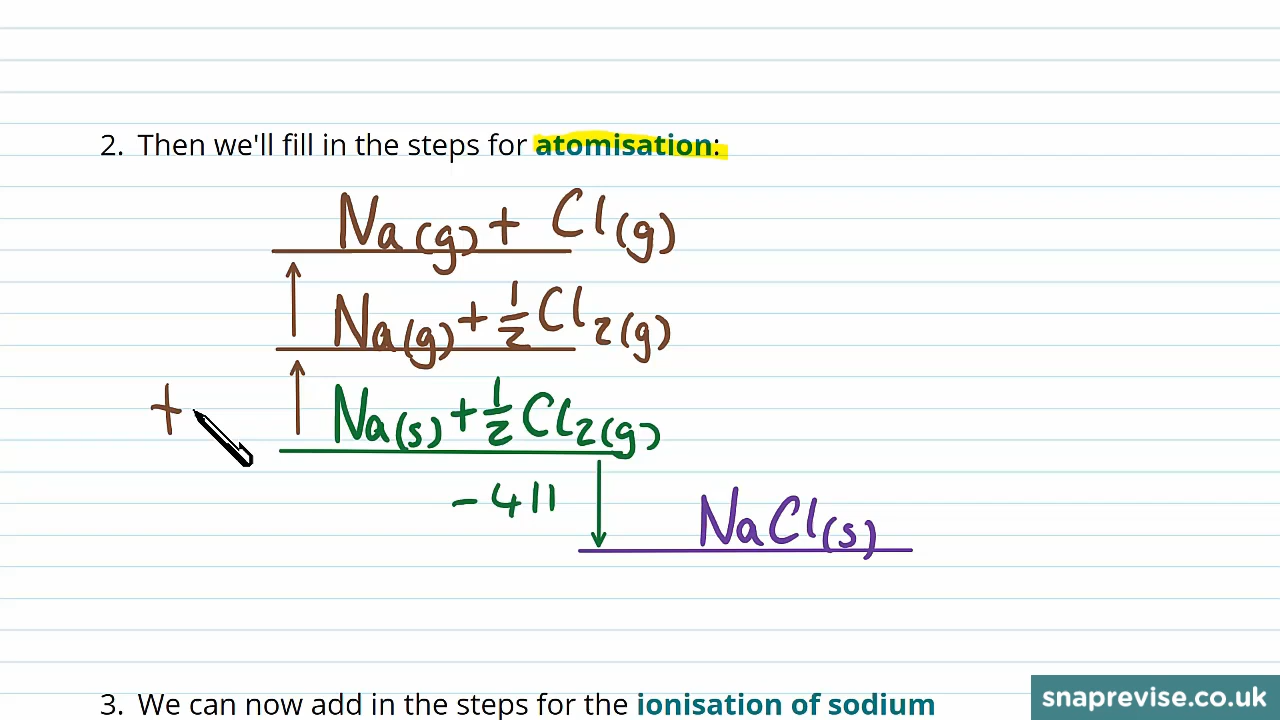 2. Then we'll fill in the steps for atomisation:
Na(g) + Cl(g)
Na(g) + ½Cl₂(g)
+
Na(s) + ½Cl₂(g)
-411
NaCl(s)
3. We can now add in the steps for the ionisation of sodium
snaprevise.co.uk